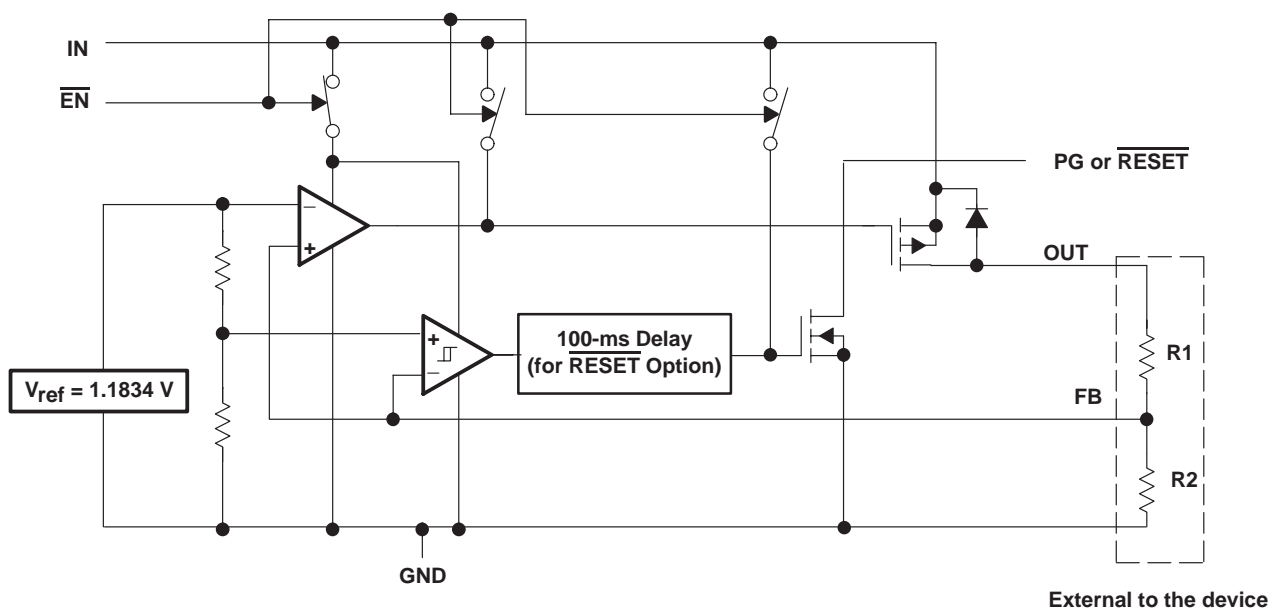 IN
EN
PG or RESET
−
+
OUT
+
−
100-ms Delay
(for RESET Option)
R1
Vref = 1.1834 V
FB
R2
GND
External to the device